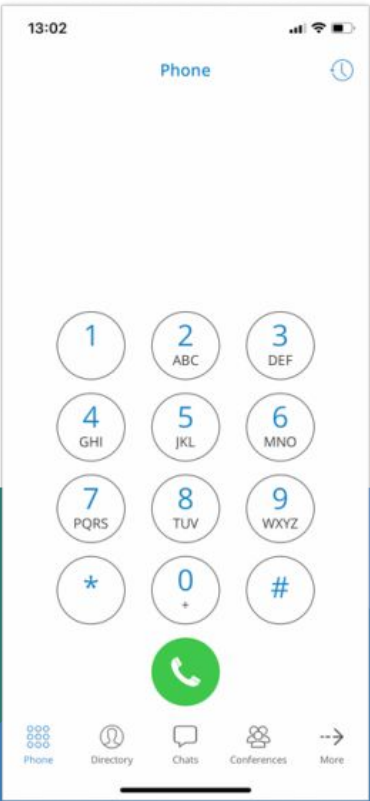 13:02
Phone
1 2 3
ABC DEF
4 5 6
GHI JKL MNO
7 8 9
PQRS TUV WXYZ
* 0 #
+
Phone Directory Chats Conferences More